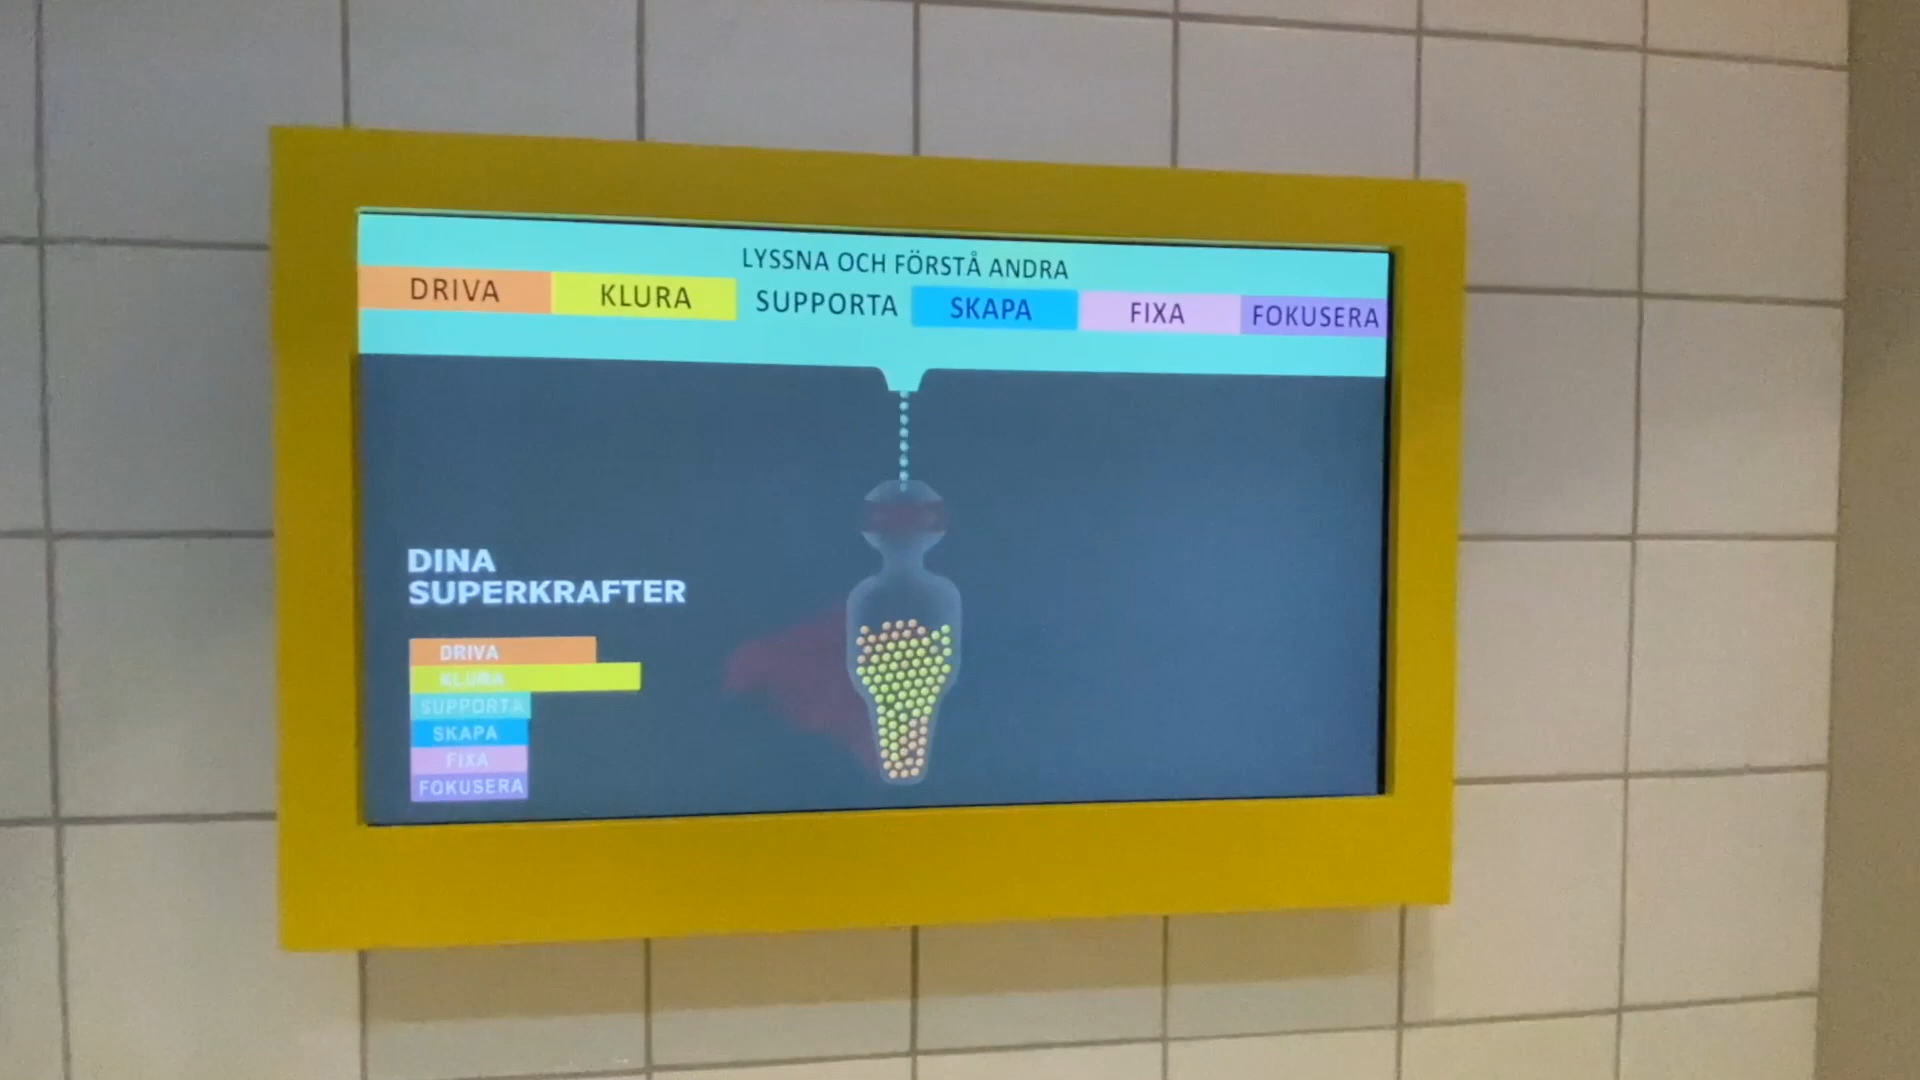 LYSSNA OCH FÖRSTÅ ANDRA
DRIVA KLURA SUPPORTA SKAPA FIXA FOKUSERA
DINA
SUPERKRAFTER
DRIVA
KLURA
SUPPORTA
SKAPA
FIXA
FOKUSERA